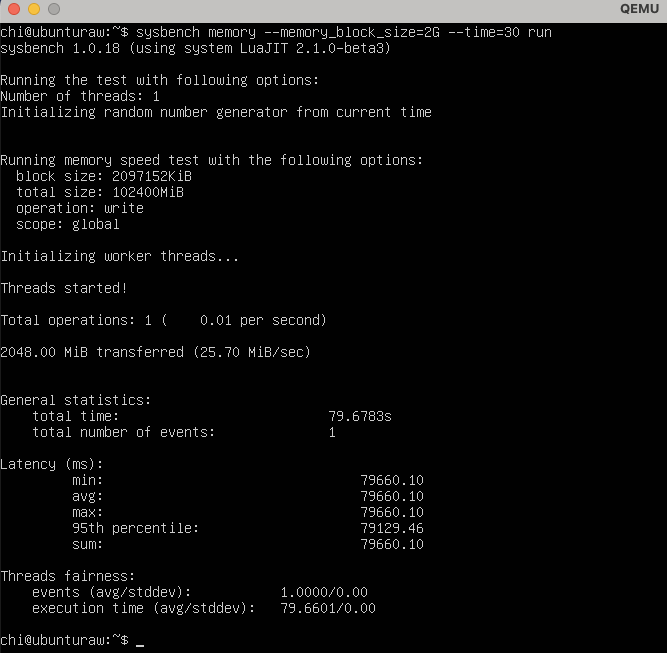 QEMU
chi@ubunturaw:~$ sysbench memory --memory_block_size=2G --time=30 run
sysbench 1.0.18 (using system LuaJIT 2.1.0-beta3)
Running the test with following options:
Number of threads: 1
Initializing random number generator from current time
Running memory speed test with the following options:
block size: 2097152KiB
total size: 102400MiB
operation: write
scope: global
Initializing worker threads...
Threads started!
Total operations: 1 (    0.01 per second)
2048.00 MiB transferred (25.70 MiB/sec)
General statistics:
total time:                          79.6783s
total number of events:              1
Latency (ms):
min:                                79660.10
avg:                                79660.10
max:                                79660.10
95th percentile:                    79129.46
sum:                                79660.10
Threads fairness:
events (avg/stddev):           1.0000/0.00
execution time (avg/stddev):   79.6601/0.00
chi@ubunturaw:~$ _